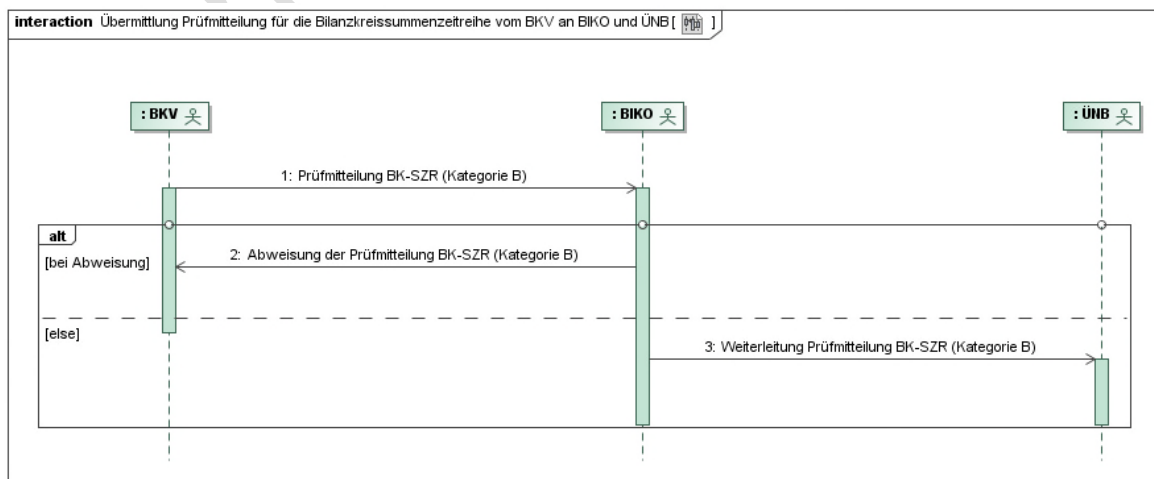 interaction Übermittlung Prüfmitteilung für die Bilanzkreissummenzeitreihe vom BKV an BIKO und ÜNB [ ]
: BKV
: BIKO
: ÜNB
1: Prüfmitteilung BK-SZR (Kategorie B)
alt
[bei Abweisung]
2: Abweisung der Prüfmitteilung BK-SZR (Kategorie B)
[else]
3: Weiterleitung Prüfmitteilung BK-SZR (Kategorie B)